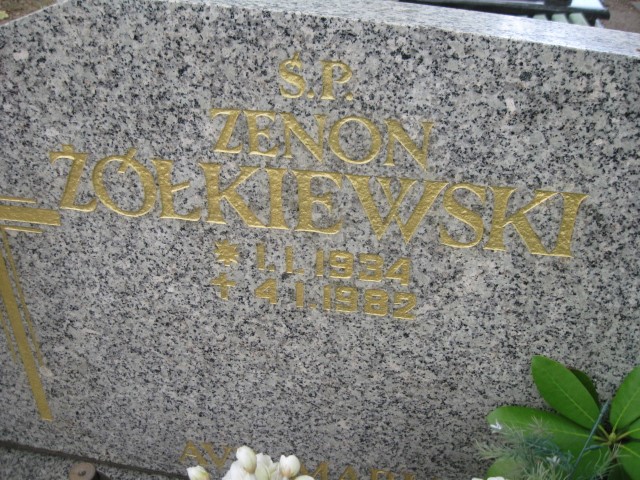 Ś.P.
ZENON
ŻÓŁKIEWSKI
* 1.1.1934
+ 4.1.1982